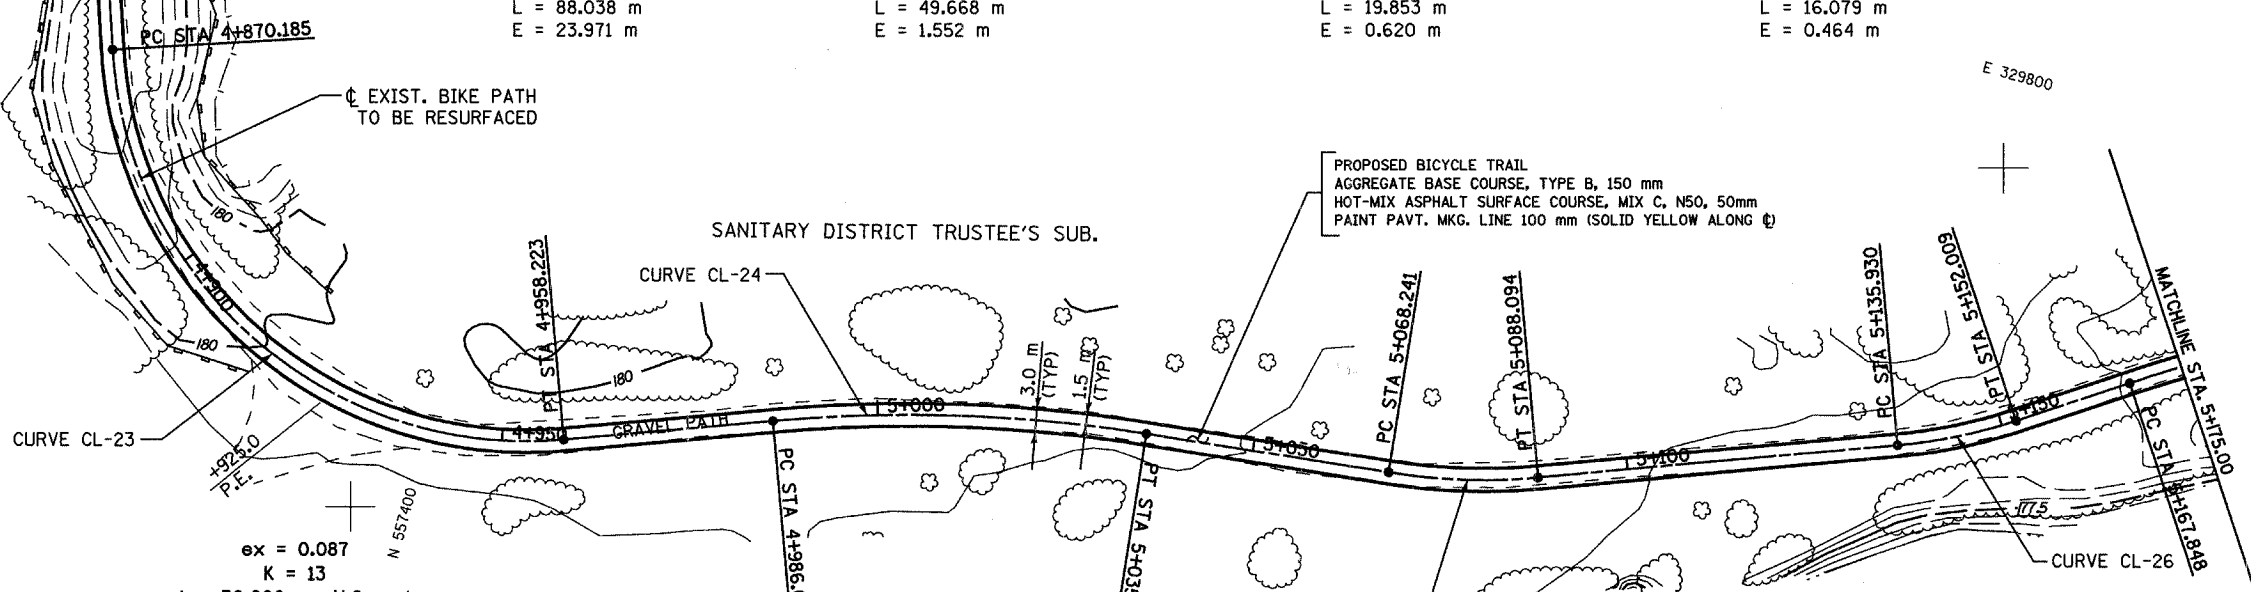 L = 88.038 m
E = 23.971 m
L = 49.668 m
E = 1.552 m
L = 19.853 m
E = 0.620 m
L = 16.079 m
E = 0.464 m
PC STA 4+870.185
℄ EXIST. BIKE PATH
TO BE RESURFACED
E 329800
PROPOSED BICYCLE TRAIL
AGGREGATE BASE COURSE, TYPE B, 150 mm
HOT-MIX ASPHALT SURFACE COURSE, MIX C, N50, 50mm
PAINT PAVT. MKG. LINE 100 mm (SOLID YELLOW ALONG ℄)
180
SANITARY DISTRICT TRUSTEE'S SUB.
CURVE CL-24
4+900
PT STA 4+958.223
PC STA 5+068.241
PT STA 5+088.094
PC STA 5+135.930
PT STA 5+152.009
MATCHLINE STA. 5+175.00
180
180
3.0 m
(TYP)
1.5 m
(TYP)
CURVE CL-23
4+950
GRAVEL PATH
5+000
5+050
5+100
5+150
+925.0
P.E.
N 557400
PC STA 4+986.
PT STA 5+035
PC STA 5+167.848
177.5
CURVE CL-26
ex = 0.087
K = 13